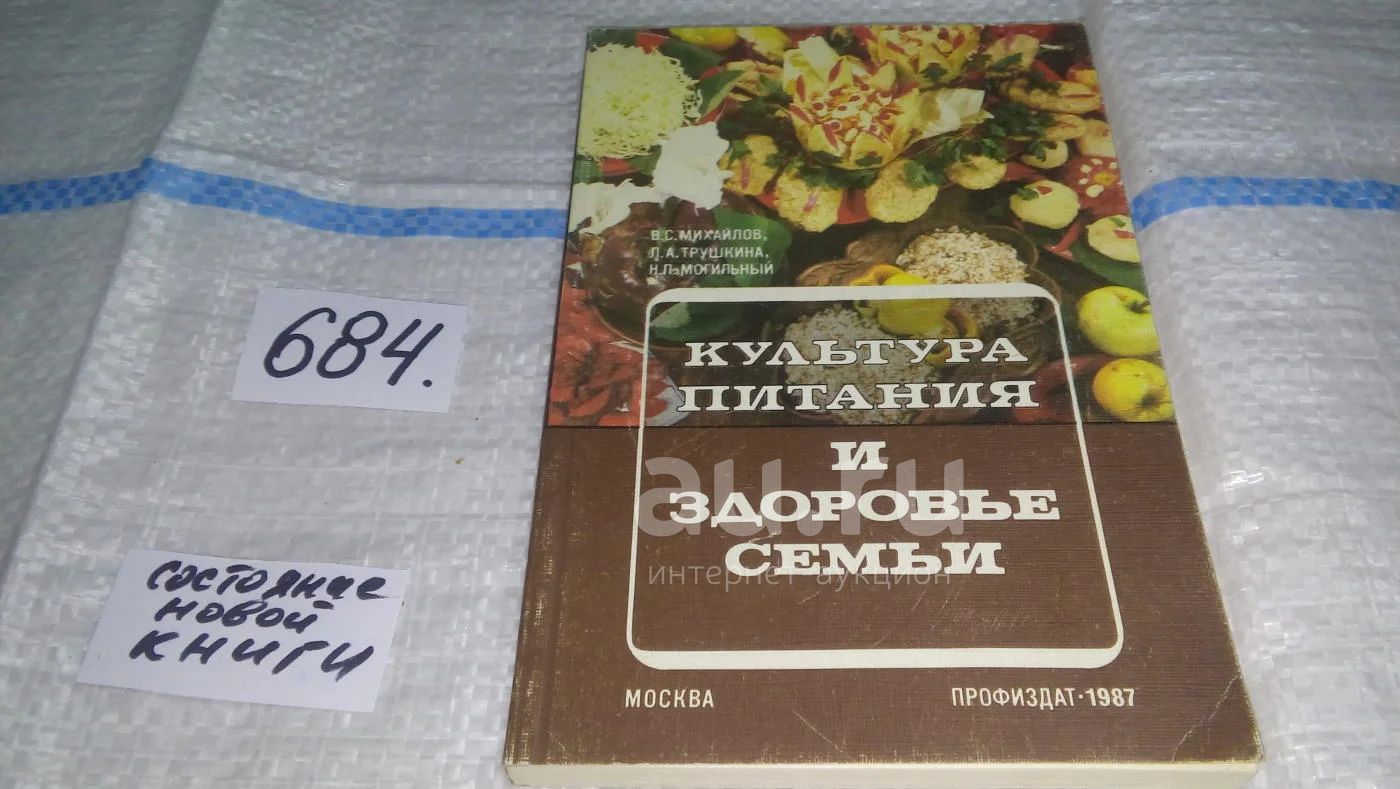 В.С.МИХАЙЛОВ,
Л.А.ТРУШКИНА,
Н.П.МОГИЛЬНЫЙ
КУЛЬТУРА
ПИТАНИЯ
И
ЗДОРОВЬЕ
СЕМЬИ
МОСКВА
ПРОФИЗДАТ·1987
684.
состояние
новой
книги
au.ru
интернет-аукцион